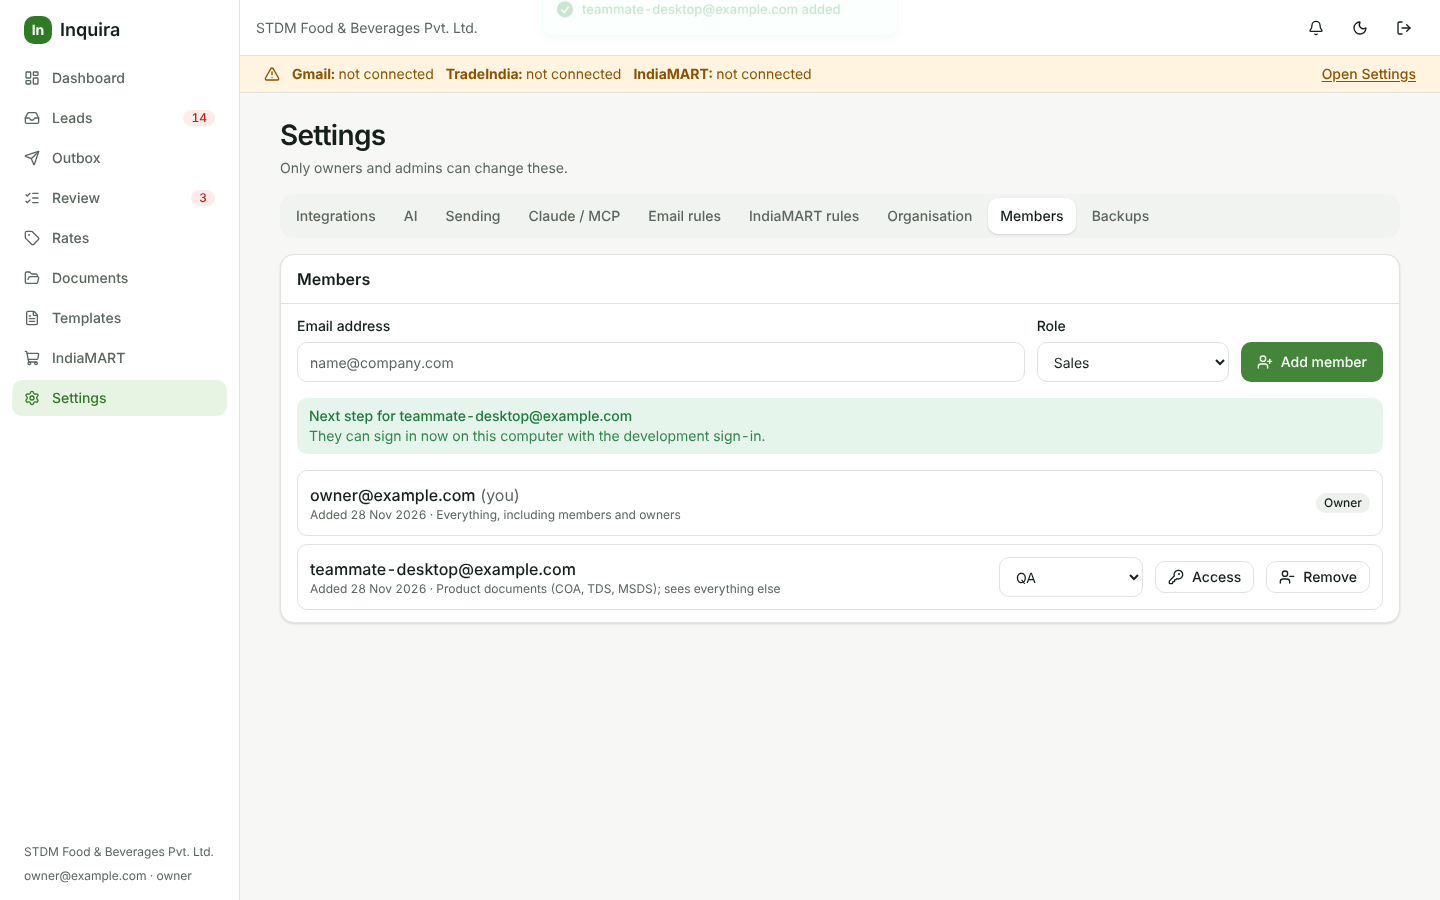 In Inquira
STDM Food & Beverages Pvt. Ltd.
teammate-desktop@example.com added
Gmail: not connected TradeIndia: not connected IndiaMART: not connected Open Settings
Dashboard
Leads 14
Outbox
Review 3
Rates
Documents
Templates
IndiaMART
Settings
Settings
Only owners and admins can change these.
Integrations AI Sending Claude / MCP Email rules IndiaMART rules Organisation Members Backups
Members
Email address Role
name@company.com Sales Add member
Next step for teammate-desktop@example.com
They can sign in now on this computer with the development sign-in.
owner@example.com (you) Owner
Added 28 Nov 2026 · Everything, including members and owners
teammate-desktop@example.com QA Access Remove
Added 28 Nov 2026 · Product documents (COA, TDS, MSDS); sees everything else
STDM Food & Beverages Pvt. Ltd.
owner@example.com · owner